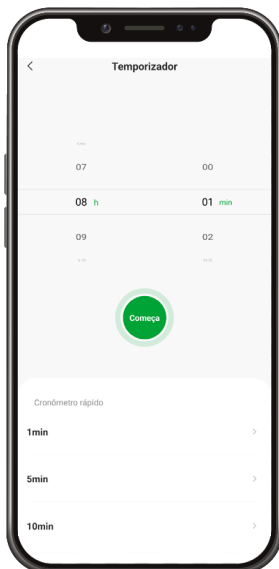 Temporizador
07 00
08 h 01 min
09 02
Começa
Cronômetro rápido
1min
5min
10min